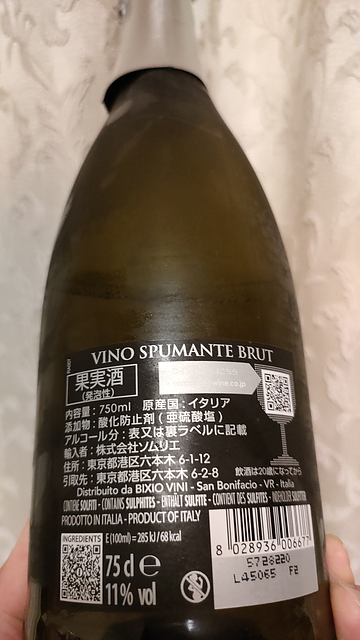 VINO SPUMANTE BRUT
果実酒
(発泡性)
内容量：750ml 原産国：イタリア
添加物：酸化防止剤（亜硫酸塩）
アルコール分：表又は裏ラベルに記載
輸入者：株式会社ソムリエ
住所：東京都港区六本木 6-1-12
引取先：東京都港区六本木 6-2-8
飲酒は20歳になってから
Distribuito da BIXIO VINI - San Bonifacio - VR - Italia
CONTIENE SOLFITI - CONTAINS SULPHITES - ENTHÄLT SULFITE - CONTIENT DES SULFITES - INDEHOLDER SULFITTER
PRODOTTO IN ITALIA - PRODUCT OF ITALY
INGREDIENTS
E (100ml) = 285 kJ / 68 kcal
75 cl e
11% vol
8 028936 006677
5728220
L45065 F2